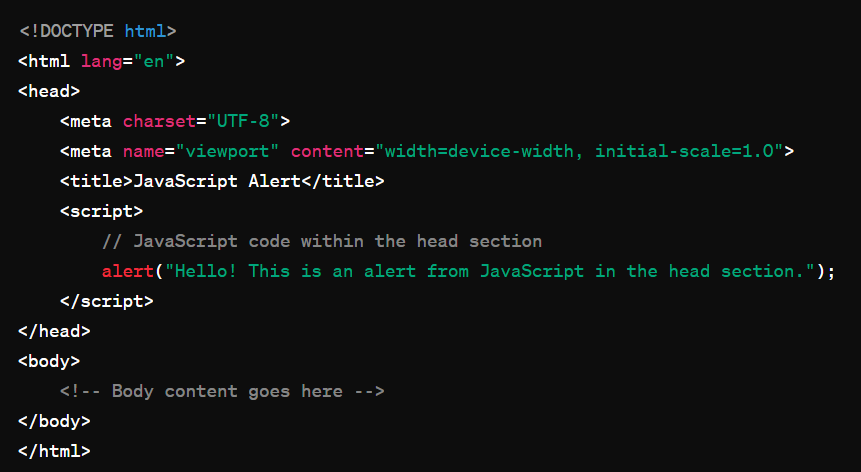 <!DOCTYPE html>
<html lang="en">
<head>
    <meta charset="UTF-8">
    <meta name="viewport" content="width=device-width, initial-scale=1.0">
    <title>JavaScript Alert</title>
    <script>
        // JavaScript code within the head section
        alert("Hello! This is an alert from JavaScript in the head section.");
    </script>
</head>
<body>
    <!-- Body content goes here -->
</body>
</html>